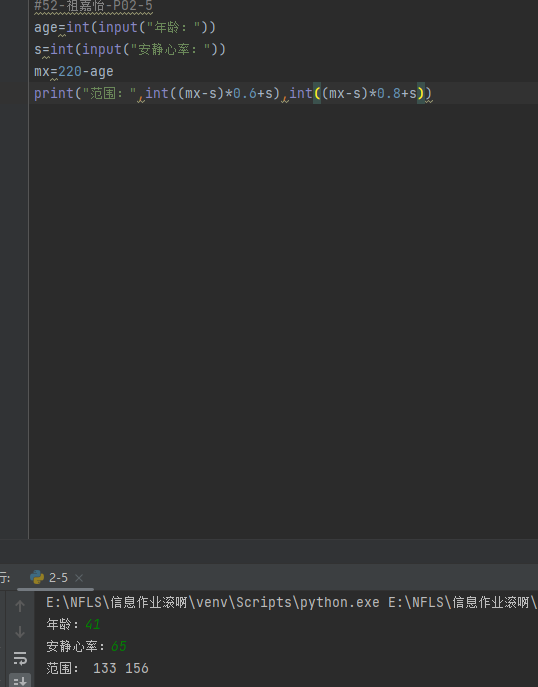 #52-祖嘉怡-P02-5
age=int(input("年龄："))
s=int(input("安静心率："))
mx=220-age
print("范围：",int((mx-s)*0.6+s),int((mx-s)*0.8+s))
行:
2-5
E:\NFLS\信息作业滚啊\venv\Scripts\python.exe E:\NFLS\信息作业滚啊\
年龄：41
安静心率：65
范围： 133 156